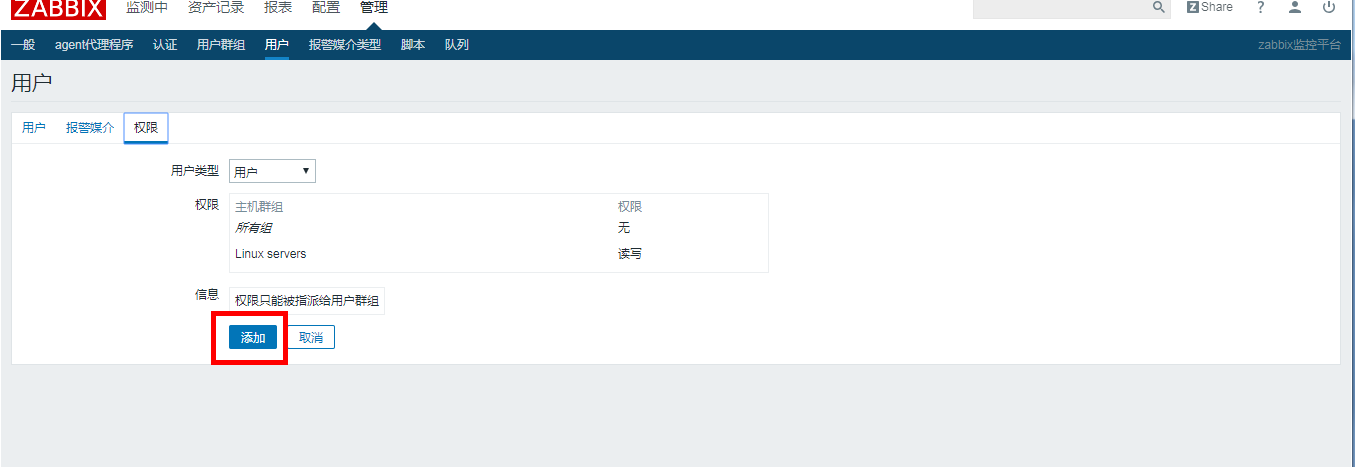 ZABBIX 监测中 资产记录 报表 配置 管理 Z Share ?
一般 agent代理程序 认证 用户群组 用户 报警媒介类型 脚本 队列 zabbix监控平台
用户
用户 报警媒介 权限
用户类型 用户
权限 主机群组 权限
所有组 无
Linux servers 读写
信息 权限只能被指派给用户群组
添加 取消